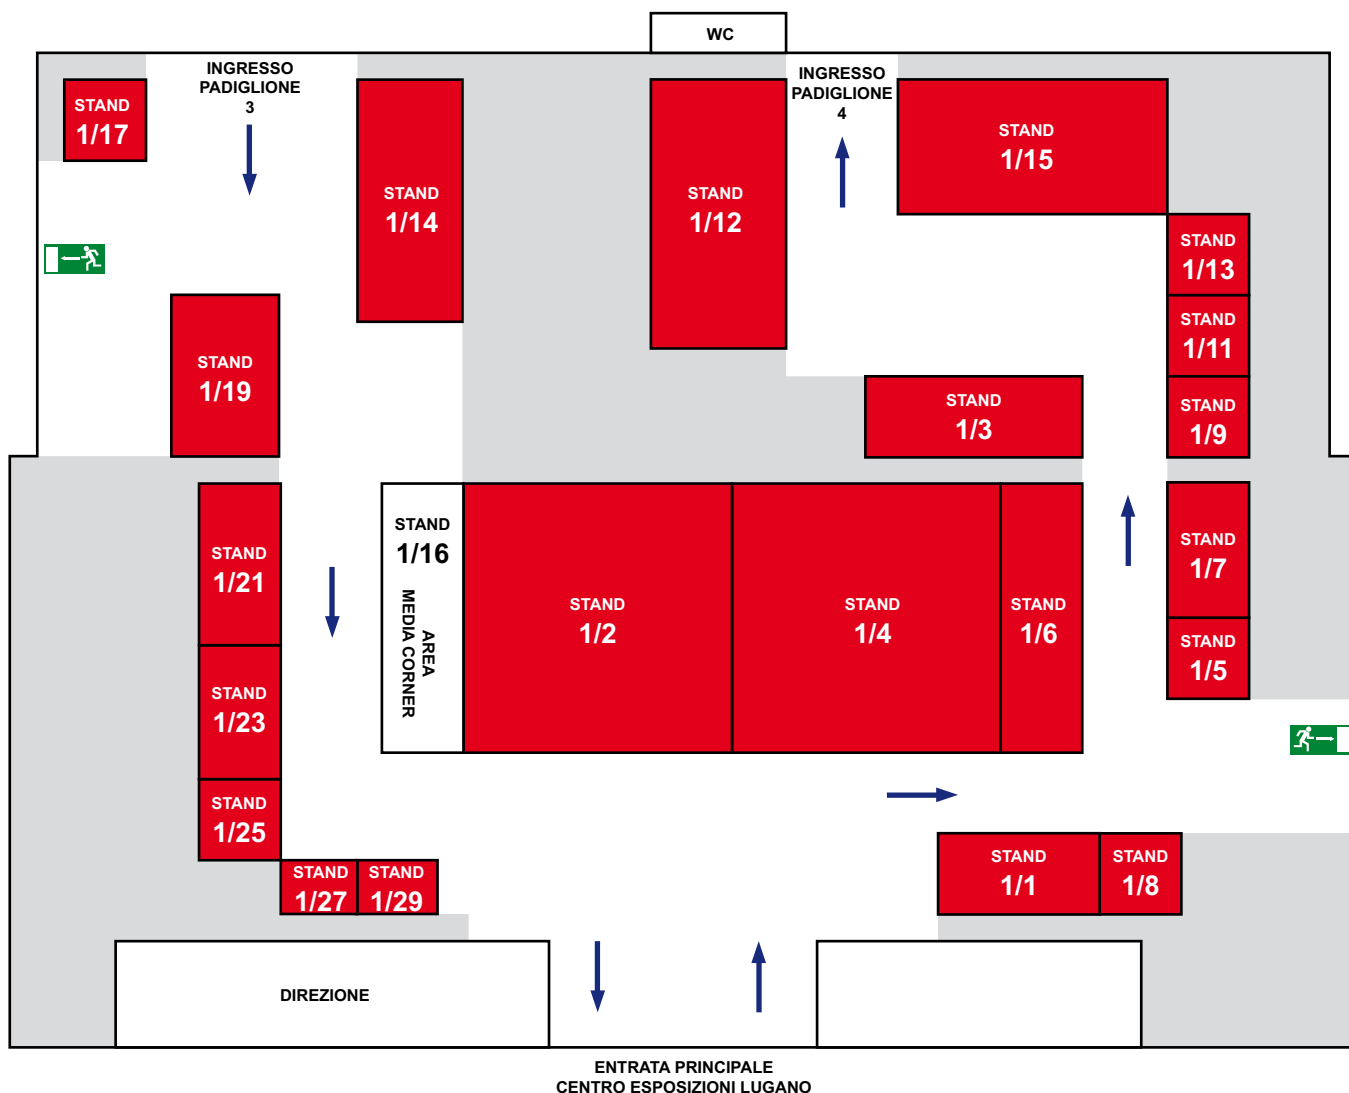 WC
INGRESSO
PADIGLIONE
3
INGRESSO
PADIGLIONE
4
STAND
1/17
STAND
1/14
STAND
1/12
STAND
1/15
STAND
1/13
STAND
1/11
STAND
1/9
STAND
1/19
STAND
1/3
STAND
1/21
STAND
1/16
AREA
MEDIA CORNER
STAND
1/2
STAND
1/4
STAND
1/6
STAND
1/7
STAND
1/5
STAND
1/23
STAND
1/25
STAND
1/27
STAND
1/29
STAND
1/1
STAND
1/8
DIREZIONE
ENTRATA PRINCIPALE
CENTRO ESPOSIZIONI LUGANO